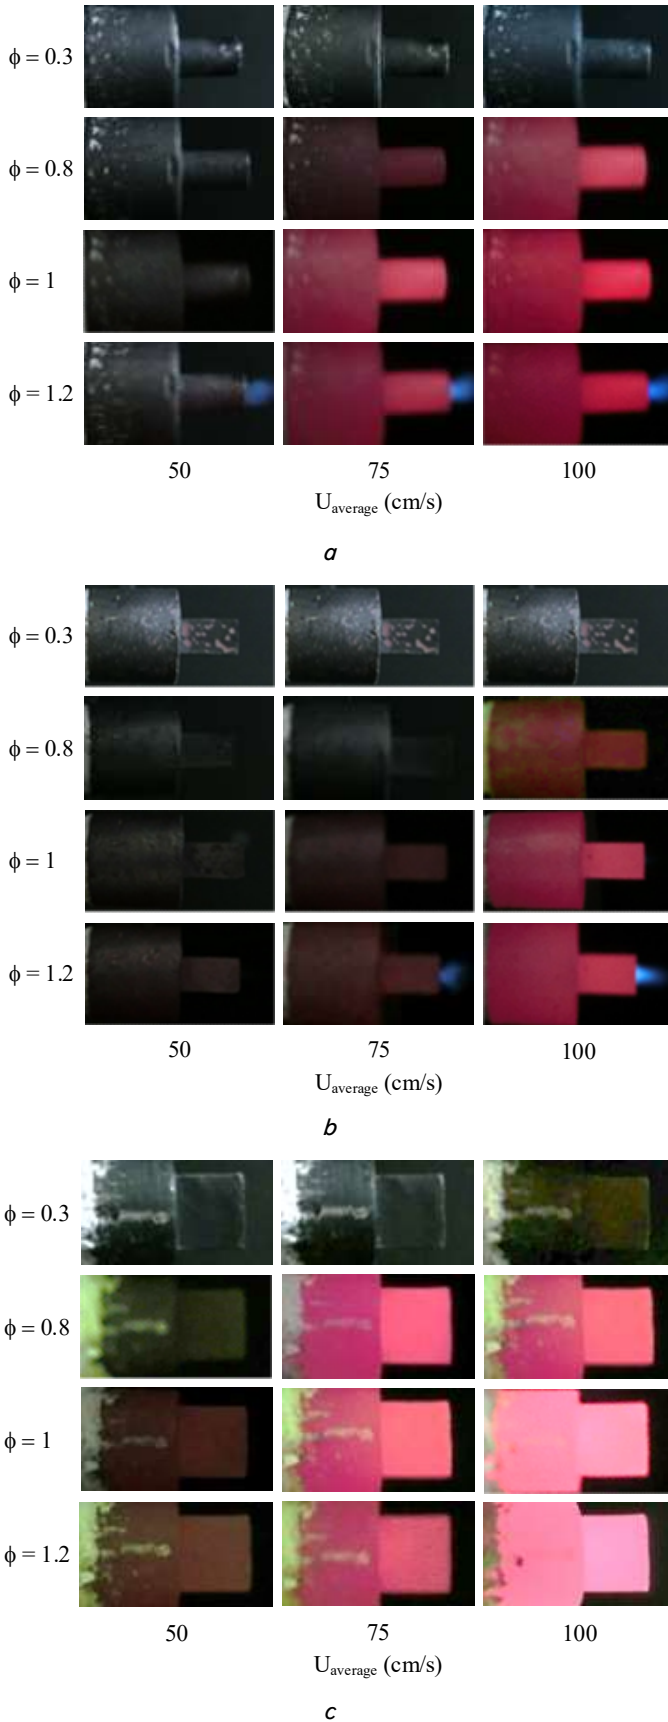 ϕ = 0.3
ϕ = 0.8
ϕ = 1
ϕ = 1.2
50 75 100
Uaverage (cm/s)
a
ϕ = 0.3
ϕ = 0.8
ϕ = 1
ϕ = 1.2
50 75 100
Uaverage (cm/s)
b
ϕ = 0.3
ϕ = 0.8
ϕ = 1
ϕ = 1.2
50 75 100
Uaverage (cm/s)
c